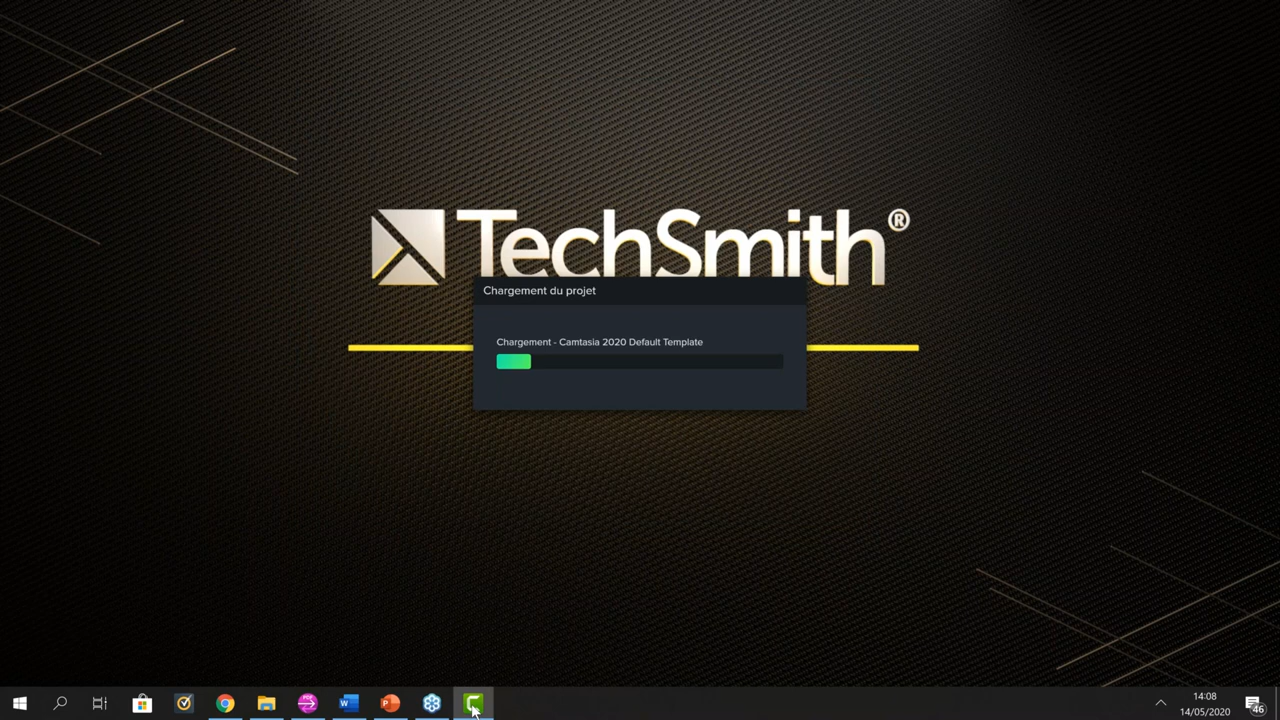 TechSmith®
Chargement du projet
Chargement - Camtasia 2020 Default Template
14:08
14/05/2020
46